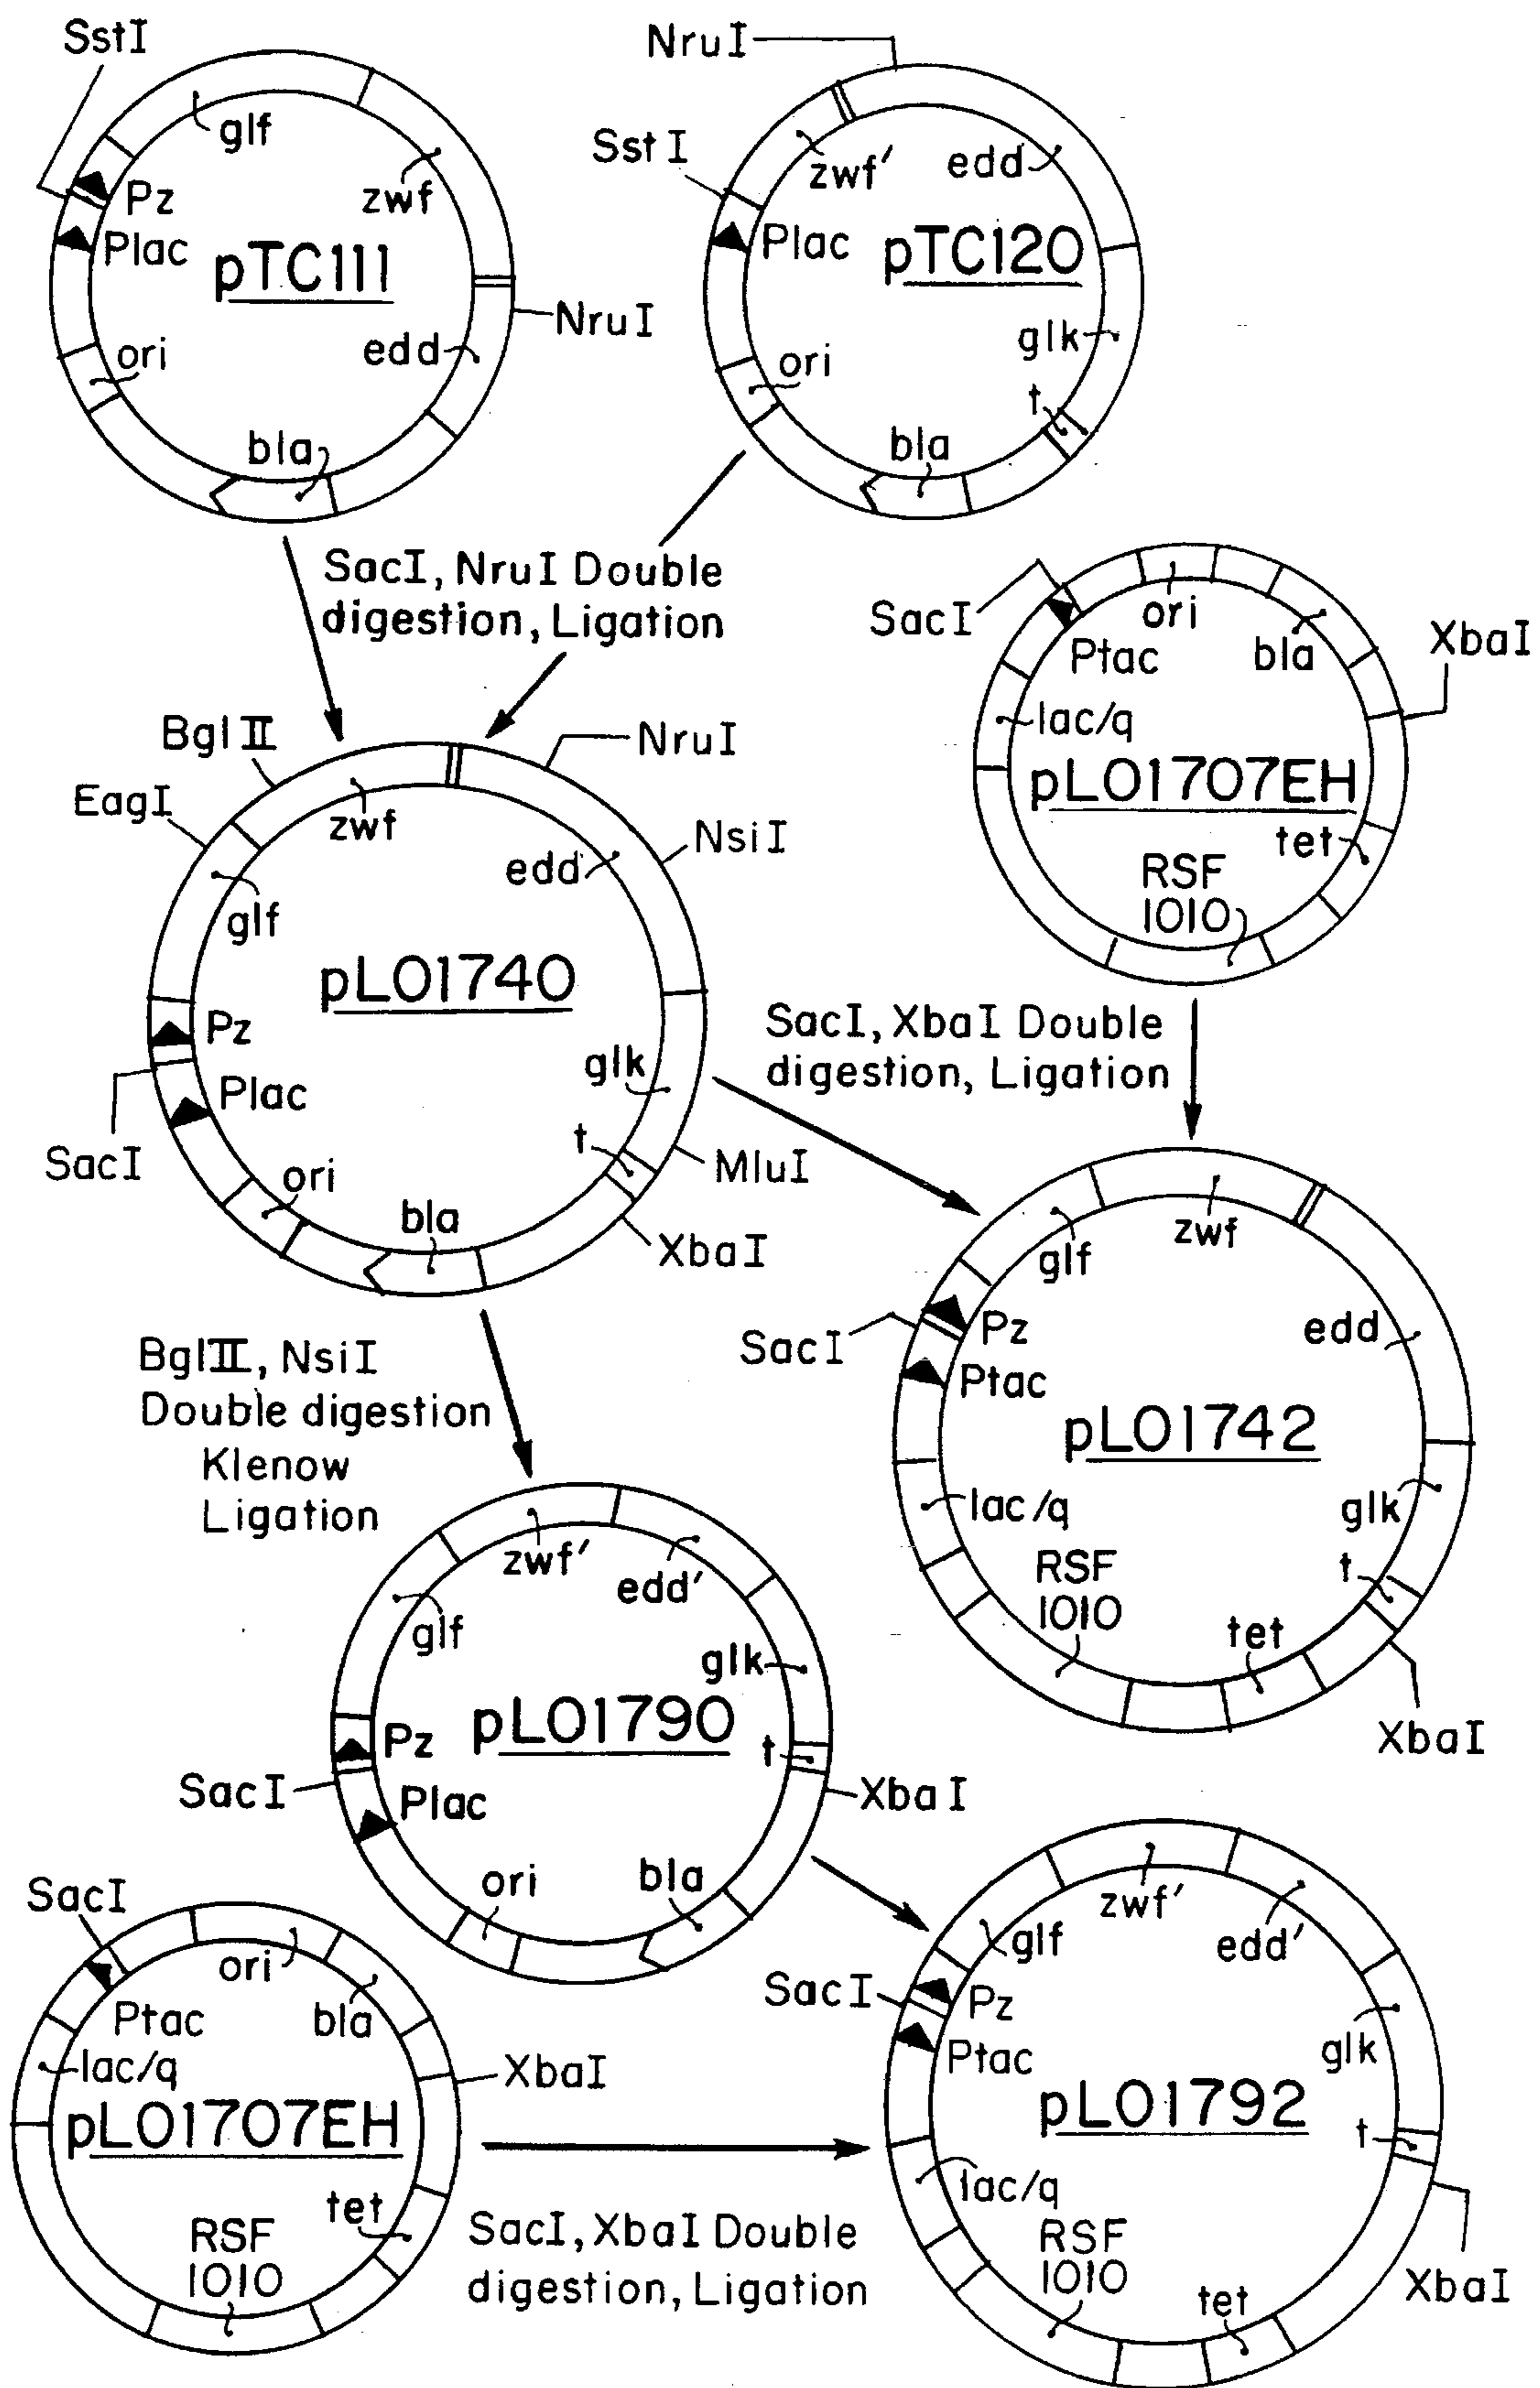 SstI
glf
zwf
Pz
Plac
pTC111
NruI
ori
edd
bla
NruI
SstI
zwf'
edd
Plac
pTC120
glk
ori
t
bla
SacI, NruI Double
digestion, Ligation
SacI
ori
XbaI
Ptac
bla
lac/q
pLO1707EH
tet
RSF
1010
BglII
NruI
EagI
zwf
NsiI
edd
glf
pLO1740
Pz
glk
Plac
SacI
t
MluI
ori
bla
XbaI
SacI, XbaI Double
digestion, Ligation
zwf
glf
SacI
Pz
edd
Ptac
pLO1742
lac/q
glk
RSF
1010
t
tet
XbaI
BglII, NsiI
Double digestion
Klenow
Ligation
zwf'
edd'
glf
glk
pLO1790
Pz
t
SacI
Plac
XbaI
ori
bla
SacI
ori
Ptac
bla
lac/q
XbaI
pLO1707EH
tet
RSF
1010
SacI, XbaI Double
digestion, Ligation
zwf'
glf
edd'
SacI
Pz
Ptac
glk
pLO1792
t
lac/q
RSF
1010
XbaI
tet